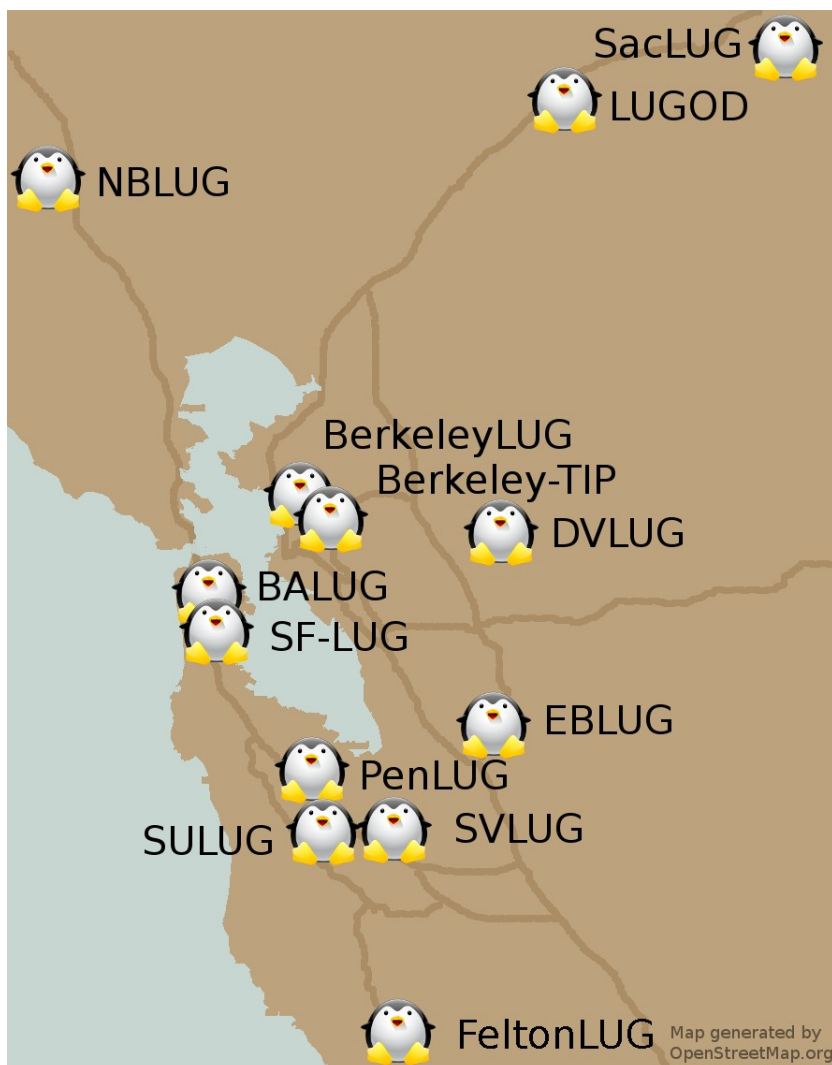 SacLUG
LUGOD
NBLUG
BerkeleyLUG
Berkeley-TIP
DVLUG
BALUG
SF-LUG
EBLUG
PenLUG
SVLUG
SULUG
FeltonLUG
Map generated by
OpenStreetMap.org